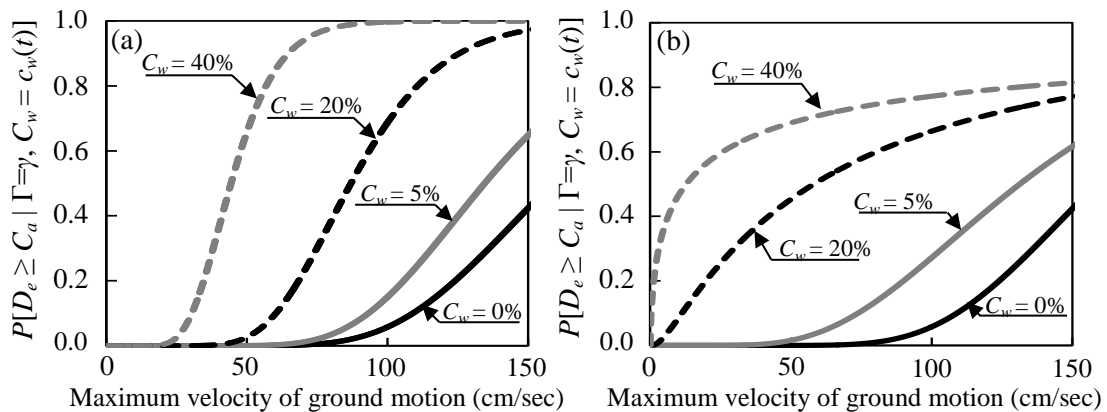 P[D_e ≥ C_a | Γ=γ, C_w = c_w(t)]
1.0
0.8
0.6
0.4
0.2
0.0
(a)
C_w = 40%
C_w = 20%
C_w = 5%
C_w = 0%
0
50
100
150
Maximum velocity of ground motion (cm/sec)
P[D_e ≥ C_a | Γ=γ, C_w = c_w(t)]
1.0
0.8
0.6
0.4
0.2
0.0
(b)
C_w = 40%
C_w = 5%
C_w = 20%
C_w = 0%
0
50
100
150
Maximum velocity of ground motion (cm/sec)